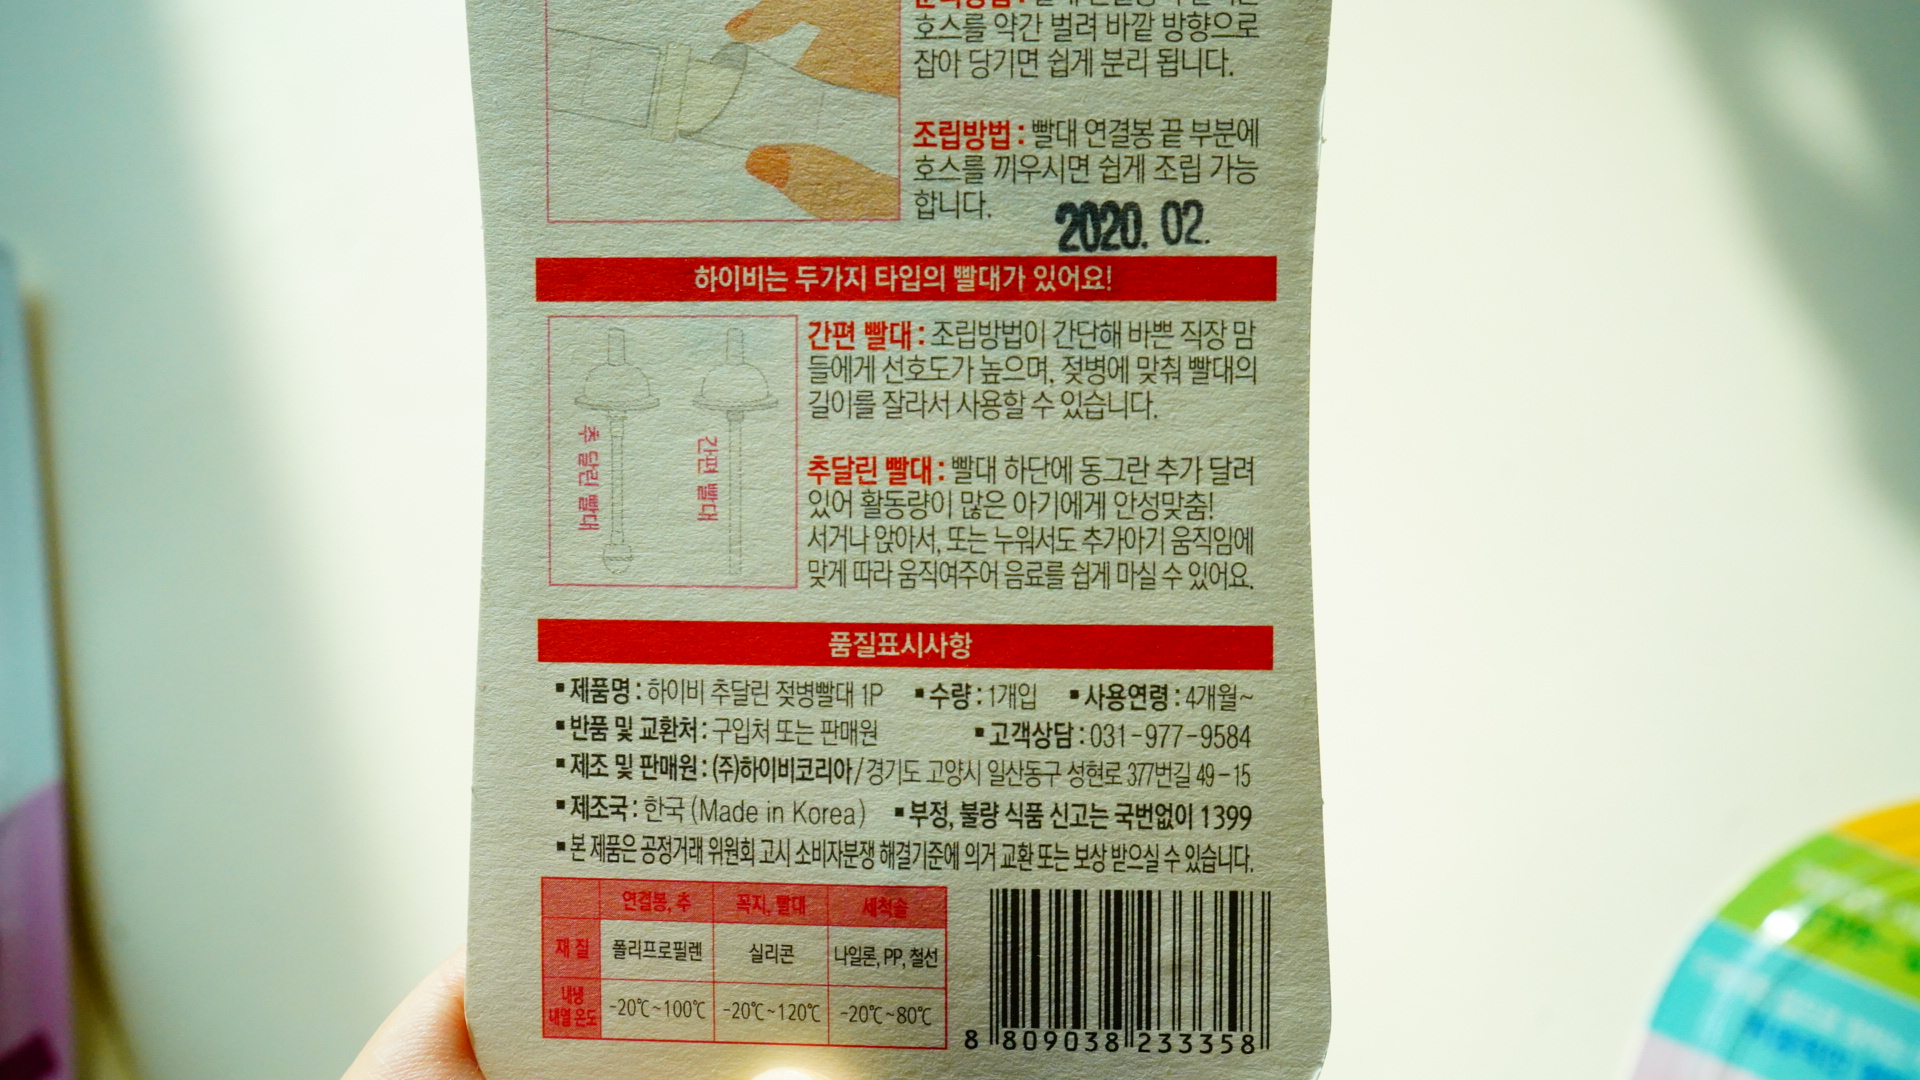 호스를 약간 벌려 바깥 방향으로
잡아 당기면 쉽게 분리 됩니다.
조립방법 : 빨대 연결봉 끝 부분에
호스를 끼우시면 쉽게 조립 가능
합니다.
2020. 02.
하이비는 두가지 타입의 빨대가 있어요!
추 달린 빨대
간편 빨대
간편 빨대 : 조립방법이 간단해 바쁜 직장 맘
들에게 선호도가 높으며, 젖병에 맞춰 빨대의
길이를 잘라서 사용할 수 있습니다.
추달린 빨대 : 빨대 하단에 동그란 추가 달려
있어 활동량이 많은 아기에게 안성맞춤!
서거나 앉아서, 또는 누워서도 추가아기 움직임에
맞게 따라 움직여주어 음료를 쉽게 마실 수 있어요.
품질표시사항
▪제품명 : 하이비 추달린 젖병빨대 1P ▪수량 : 1개입 ▪사용연령 : 4개월~
▪반품 및 교환처 : 구입처 또는 판매원 ▪고객상담 : 031-977-9584
▪제조 및 판매원 : (주)하이비코리아/경기도 고양시 일산동구 성현로 377번길 49-15
▪제조국 : 한국 (Made in Korea) ▪부정, 불량 식품 신고는 국번없이 1399
▪본 제품은 공정거래 위원회 고시 소비자분쟁 해결기준에 의거 교환 또는 보상 받으실 수 있습니다.
연결봉, 추 꼭지, 빨대 세척솔
재 질 폴리프로필렌 실리콘 나일론, PP, 철선
내냉
내열 온도 -20℃~100℃ -20℃~120℃ -20℃~80℃
8 809038 233358